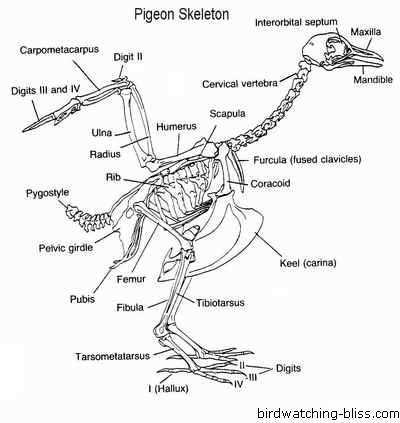 Pigeon Skeleton
Interorbital septum
Maxilla
Carpometacarpus
Digit II
Mandible
Cervical vertebra
Digits III and IV
Scapula
Humerus
Ulna
Radius
Furcula (fused clavicles)
Rib
Coracoid
Pygostyle
Pelvic girdle
Keel (carina)
Femur
Pubis
Fibula
Tibiotarsus
Tarsometatarsus
II
Digits
III
I (Hallux)
IV
birdwatching-bliss.com